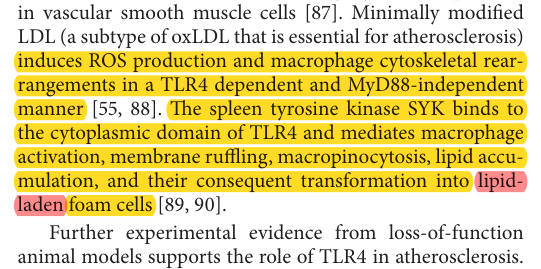 in vascular smooth muscle cells [87]. Minimally modified
LDL (a subtype of oxLDL that is essential for atherosclerosis)
induces ROS production and macrophage cytoskeletal rear-
rangements in a TLR4 dependent and MyD88-independent
manner [55, 88]. The spleen tyrosine kinase SYK binds to
the cytoplasmic domain of TLR4 and mediates macrophage
activation, membrane ruffling, macropinocytosis, lipid accu-
mulation, and their consequent transformation into lipid-
laden foam cells [89, 90].
Further experimental evidence from loss-of-function
animal models supports the role of TLR4 in atherosclerosis.